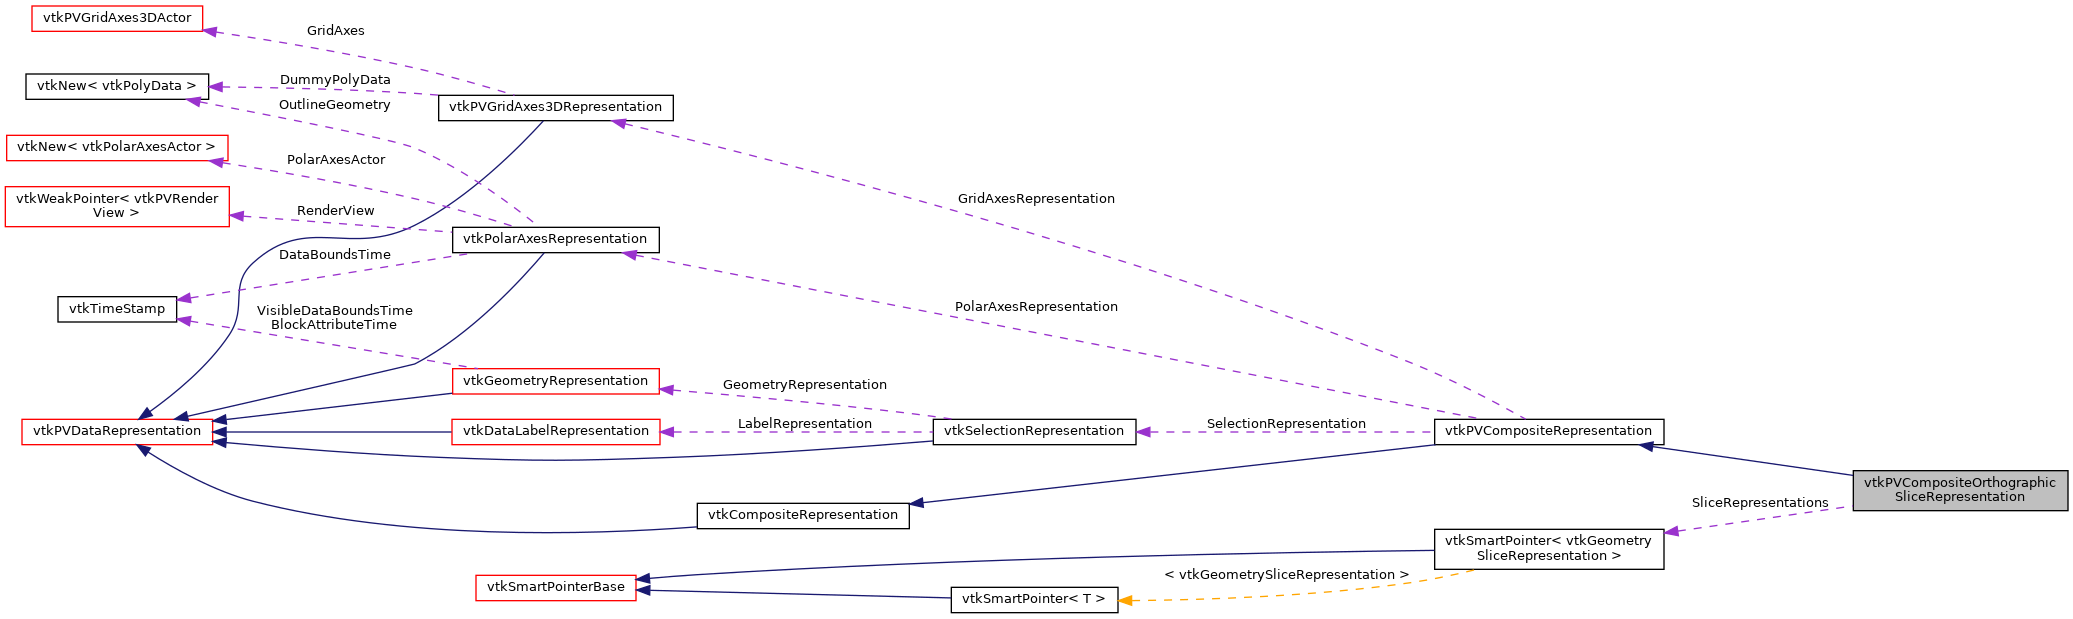 vtkPVGridAxes3DActor
GridAxes
vtkNew< vtkPolyData >
DummyPolyData
OutlineGeometry
vtkPVGridAxes3DRepresentation
vtkNew< vtkPolarAxesActor >
PolarAxesActor
vtkWeakPointer< vtkPVRender
View >
RenderView
GridAxesRepresentation
vtkPolarAxesRepresentation
DataBoundsTime
vtkTimeStamp
VisibleDataBoundsTime
BlockAttributeTime
PolarAxesRepresentation
vtkGeometryRepresentation
GeometryRepresentation
vtkPVDataRepresentation
vtkDataLabelRepresentation
LabelRepresentation
vtkSelectionRepresentation
SelectionRepresentation
vtkPVCompositeRepresentation
vtkPVCompositeOrthographic
SliceRepresentation
SliceRepresentations
vtkCompositeRepresentation
vtkSmartPointer< vtkGeometry
SliceRepresentation >
vtkSmartPointerBase
< vtkGeometrySliceRepresentation >
vtkSmartPointer< T >